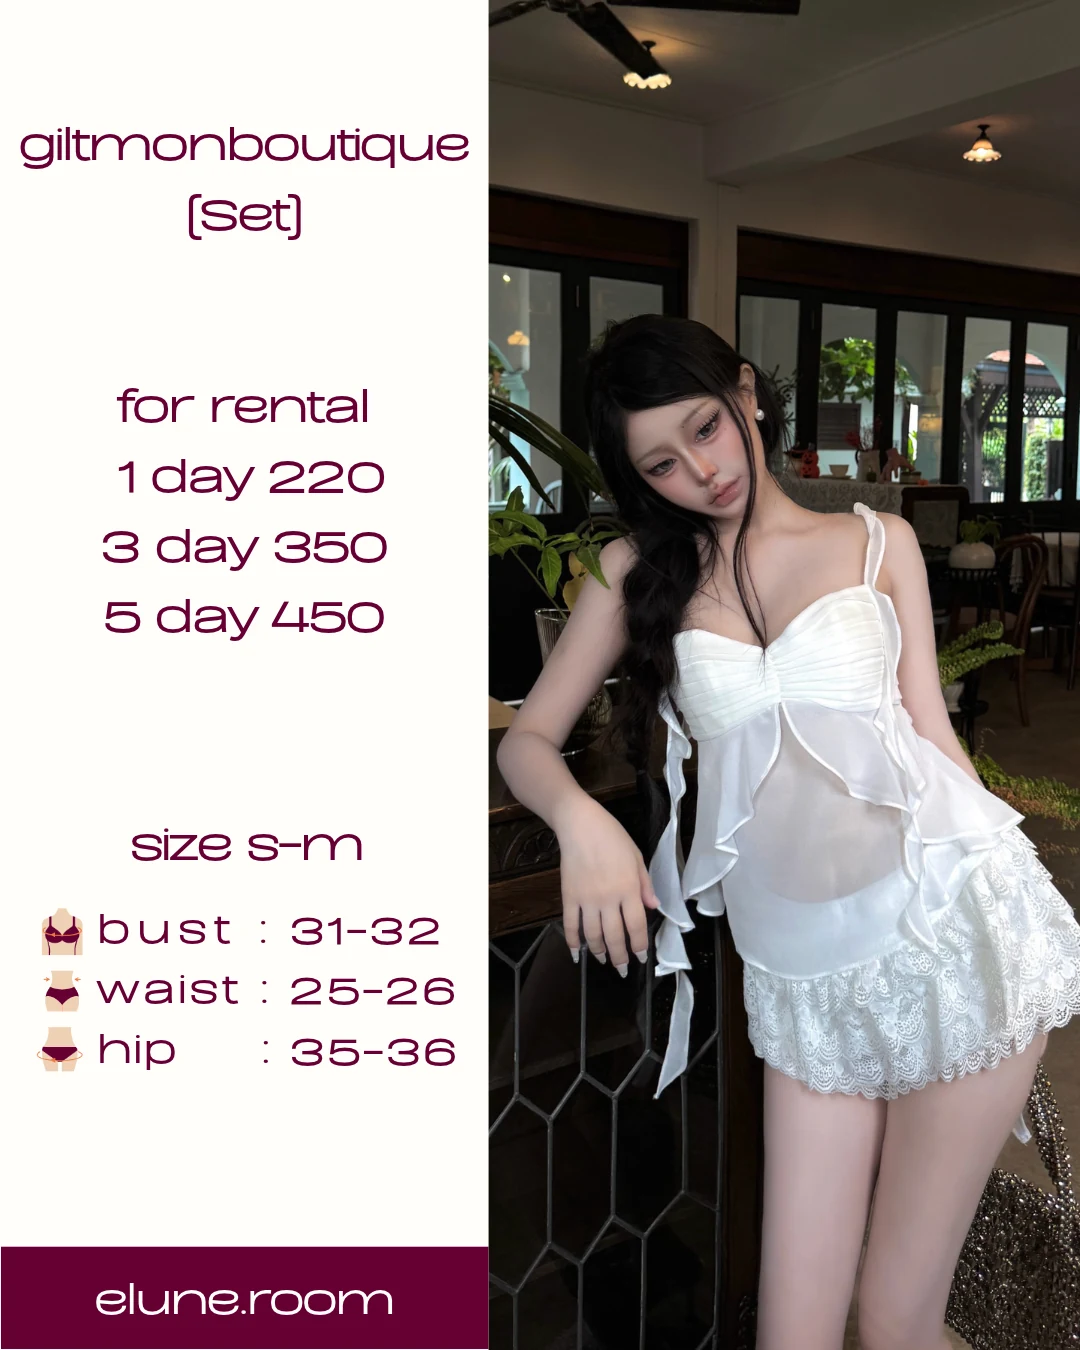 giltmonboutique
(Set)
for rental
1 day 220
3 day 350
5 day 450
size s-m
bust : 31-32
waist : 25-26
hip : 35-36
elune.room